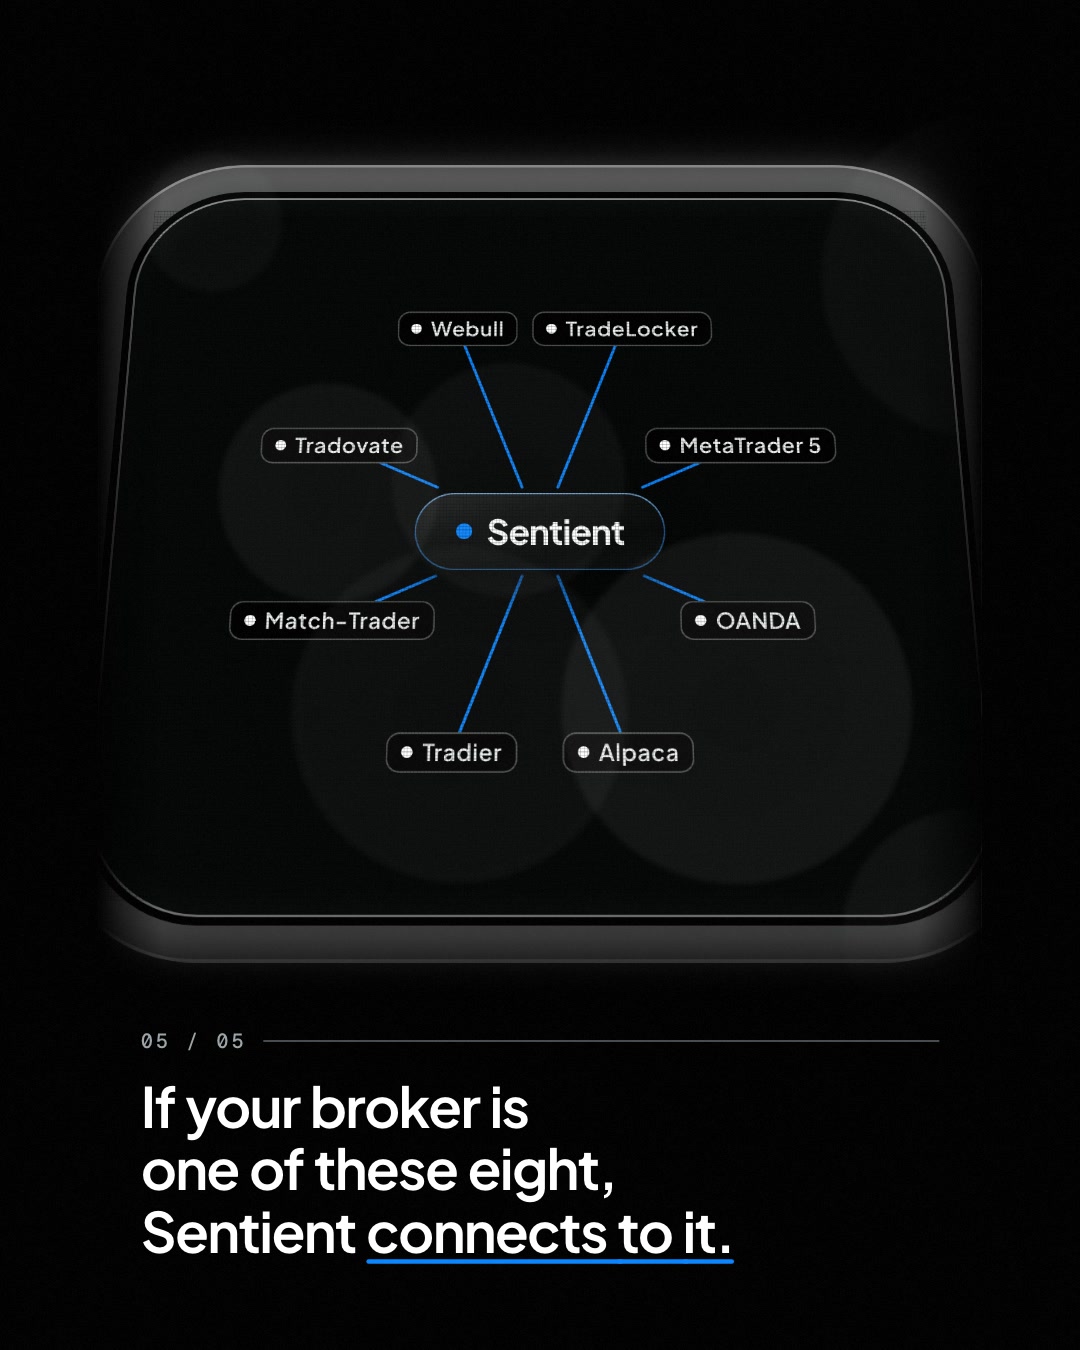 Webull
TradeLocker
Tradovate
MetaTrader 5
Sentient
Match-Trader
OANDA
Tradier
Alpaca
05 / 05
If your broker is
one of these eight,
Sentient connects to it.